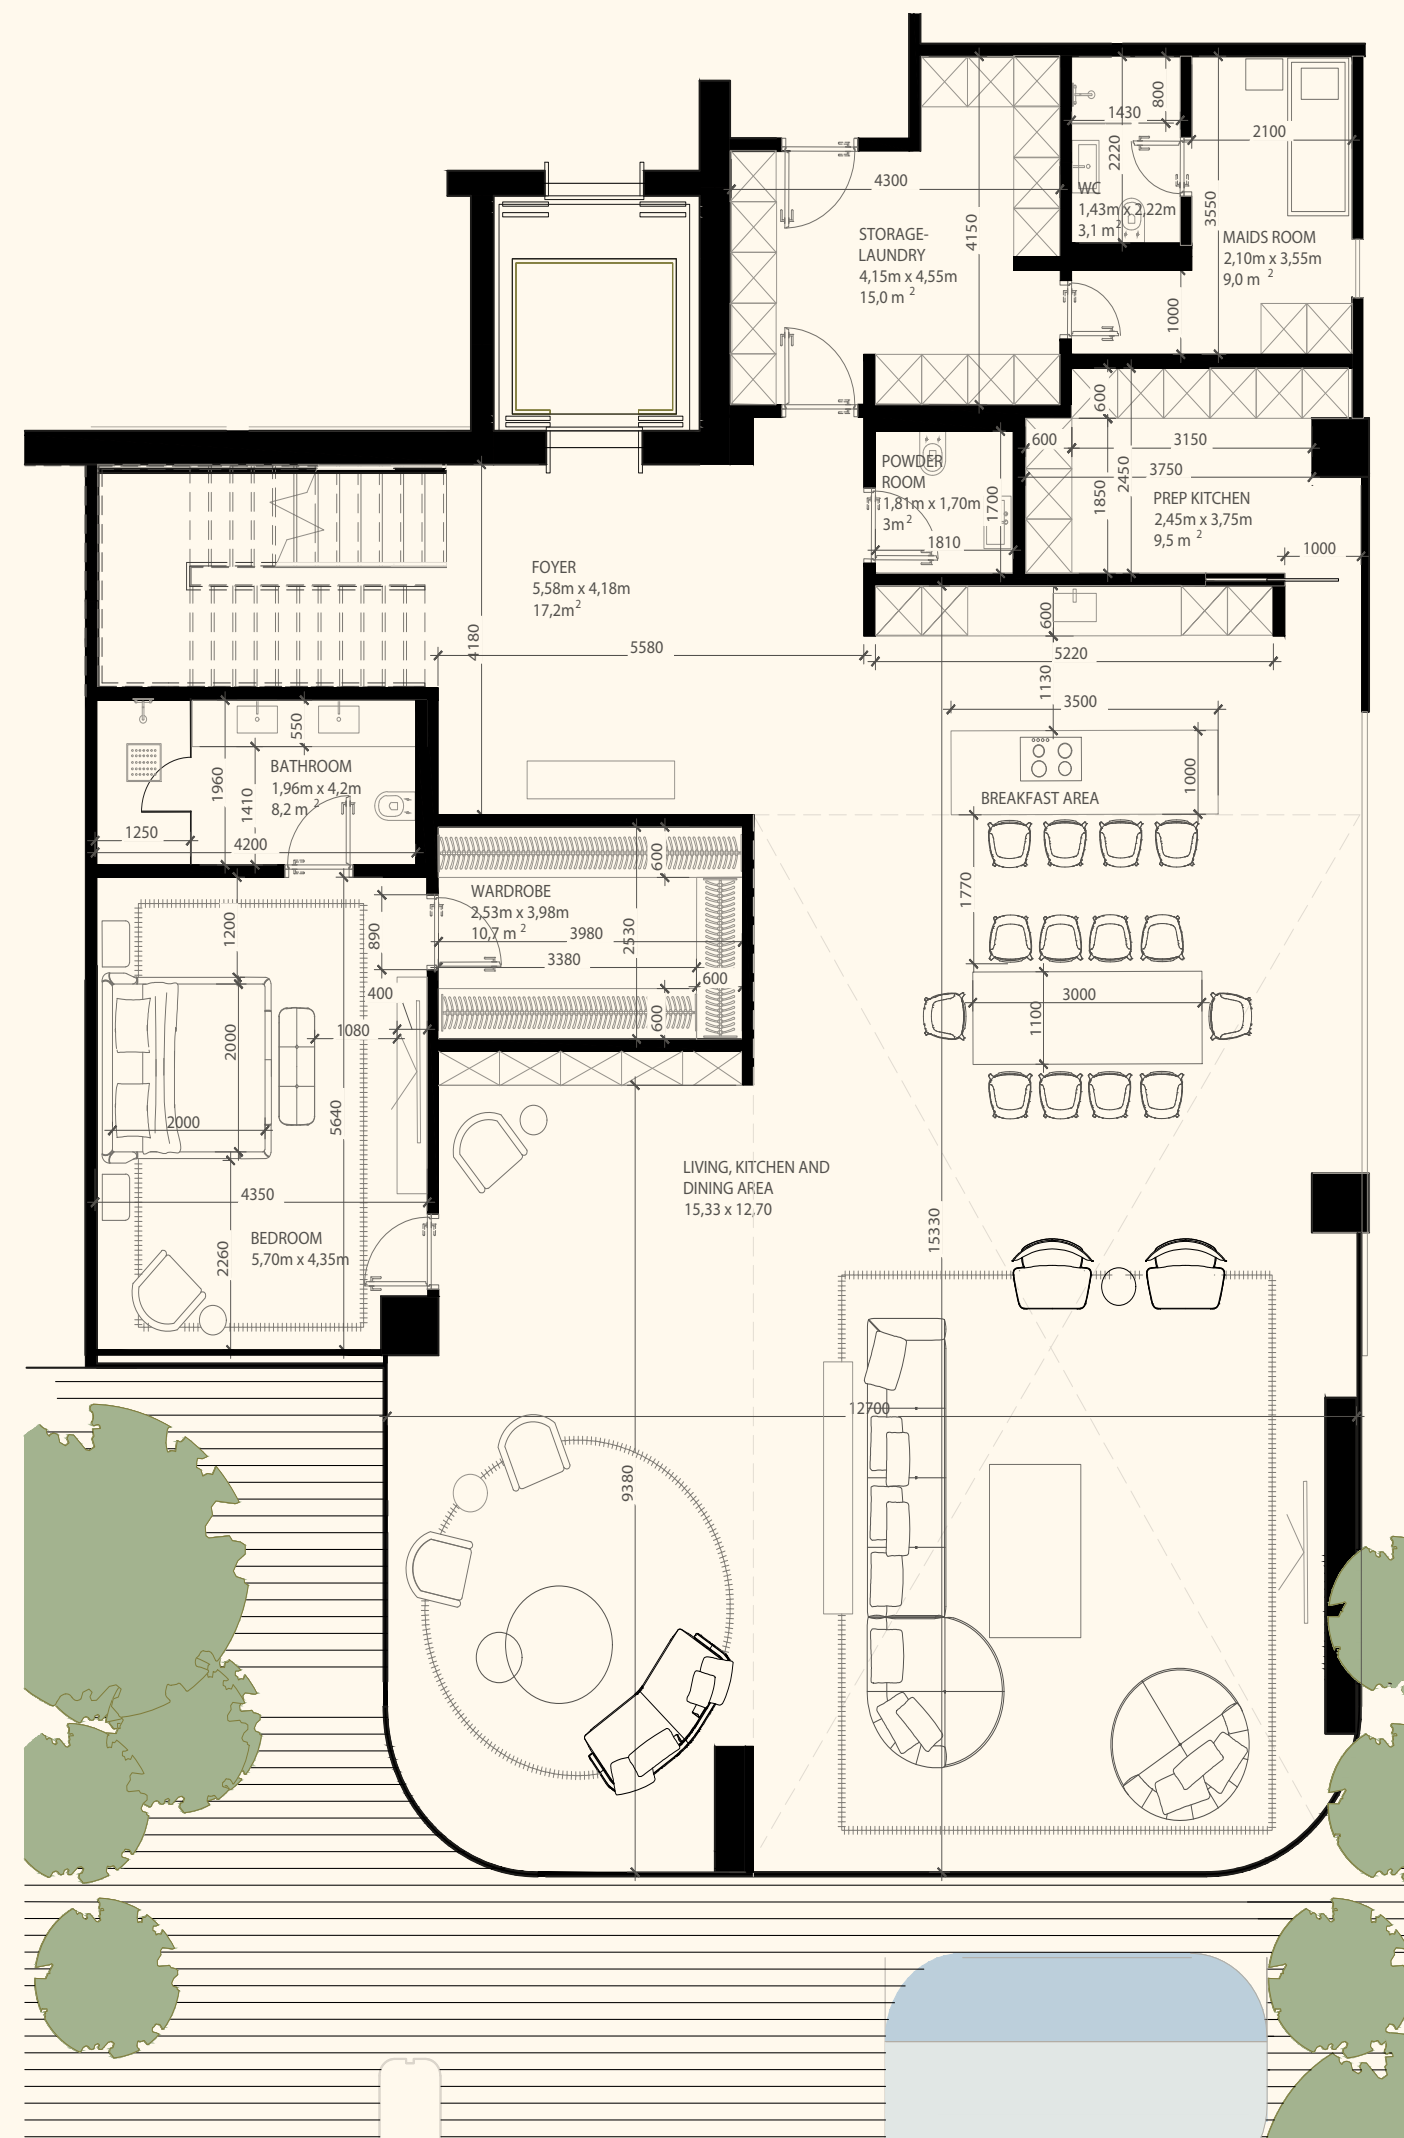 800
1430
2100
2220
4300
WC
1,43m x 2,22m
3,1 m²
3550
4150
STORAGE-
LAUNDRY
4,15m x 4,55m
15,0 m ²
MAIDS ROOM
2,10m x 3,55m
9,0 m ²
1000
600
600
3150
3750
2450
1850
POWDER
ROOM
1,81m x 1,70m
3m²
1700
1810
PREP KITCHEN
2,45m x 3,75m
9,5 m ²
1000
FOYER
5,58m x 4,18m
17,2m²
4180
5580
600
5220
1130
3500
1000
BREAKFAST AREA
550
BATHROOM
1,96m x 4,2m
8,2 m ²
1960
1410
1250
4200
600
WARDROBE
2,53m x 3,98m
10,7 m ²
3980
2530
3380
600
600
890
1200
400
1080
2000
2000
5640
4350
BEDROOM
5,70m x 4,35m
2260
1770
3000
1100
LIVING, KITCHEN AND
DINING AREA
15,33 x 12,70
15330
12700
9380